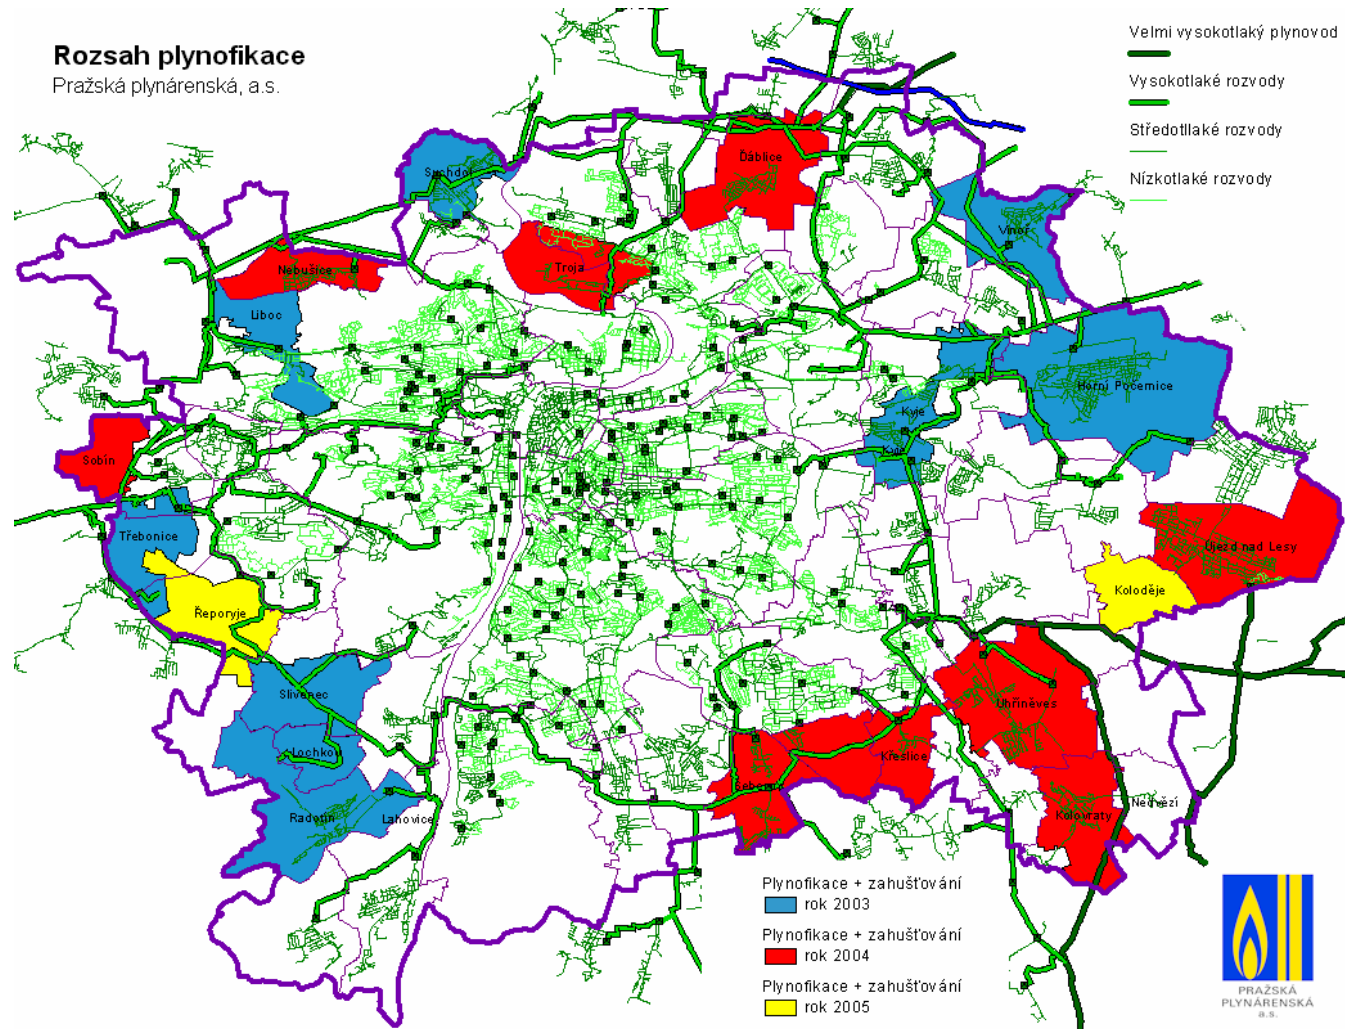 Rozsah plynofikace
Pražská plynárenská, a.s.
Velmi vysokotlaký plynovod
Vysokotlaké rozvody
Středotllaké rozvody
Nízkotlaké rozvody
Ďáblice
Suchdol
Vinoř
Nebušice
Troja
Liboc
Horní Počernice
Kyje
Sobín
Třebonice
Újezd nad Lesy
Koloděje
Řeporyje
Slivenec
Uhříněves
Lochkov
Křeslice
Nedvězí
Radotín
Lahovice
Kolovraty
Plynofikace + zahušťování
rok 2003
Plynofikace + zahušťování
rok 2004
Plynofikace + zahušťování
rok 2005
PRAŽSKÁ
PLYNÁRENSKÁ
a.s.